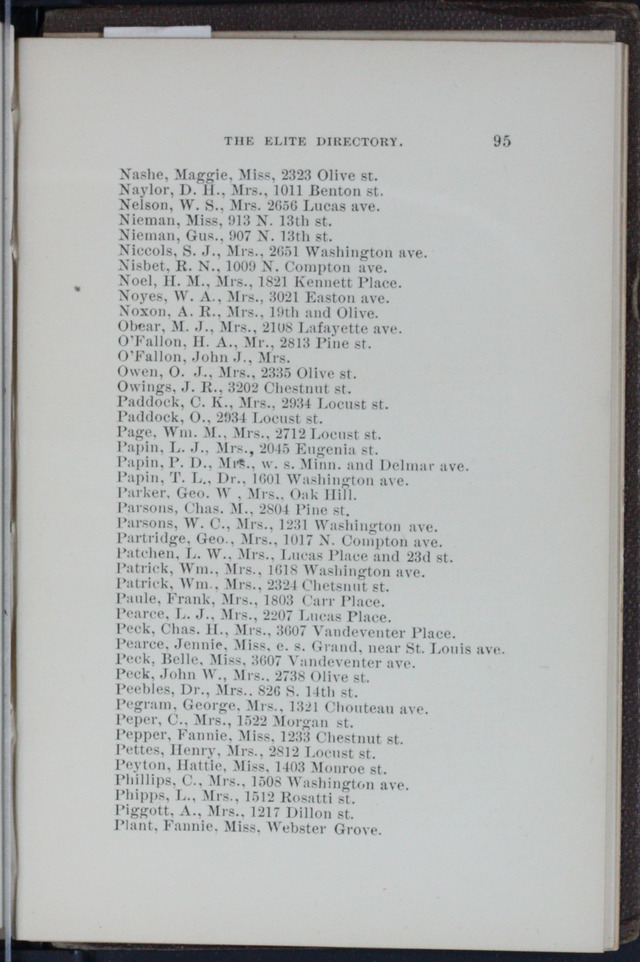 THE ELITE DIRECTORY. 95
Nashe, Maggie, Miss, 2323 Olive st.
Naylor, D. H., Mrs., 1011 Benton st.
Nelson, W. S., Mrs. 2656 Lucas ave.
Nieman, Miss, 913 N. 13th st.
Nieman, Gus., 907 N. 13th st.
Niccols, S. J., Mrs., 2651 Washington ave.
Nisbet, R. N., 1009 N. Compton ave.
Noel, H. M., Mrs., 1821 Kennett Place.
Noyes, W. A., Mrs., 3021 Easton ave.
Noxon, A. R., Mrs., 19th and Olive.
Obear, M. J., Mrs., 2108 Lafayette ave.
O'Fallon, H. A., Mr., 2813 Pine st.
O'Fallon, John J., Mrs.
Owen, O. J., Mrs., 2335 Olive st.
Owings, J. R., 3202 Chestnut st.
Paddock, C. K., Mrs., 2934 Locust st.
Paddock, O., 2934 Locust st.
Page, Wm. M., Mrs., 2712 Locust st.
Papin, L. J., Mrs., 2045 Eugenia st.
Papin, P. D., Mrs., w. s. Minn. and Delmar ave.
Papin, T. L., Dr., 1601 Washington ave.
Parker, Geo. W , Mrs., Oak Hill.
Parsons, Chas. M., 2804 Pine st.
Parsons, W. C., Mrs., 1231 Washington ave.
Partridge, Geo., Mrs., 1017 N. Compton ave.
Patchen, L. W., Mrs., Lucas Place and 23d st.
Patrick, Wm., Mrs., 1618 Washington ave.
Patrick, Wm., Mrs., 2324 Chetsnut st.
Paule, Frank, Mrs., 1803 Carr Place.
Pearce, L. J., Mrs., 2207 Lucas Place.
Peck, Chas. H., Mrs., 3607 Vandeventer Place.
Pearce, Jennie, Miss, e. s. Grand, near St. Louis ave.
Peck, Belle, Miss, 3607 Vandeventer ave.
Peck, John W., Mrs., 2738 Olive st.
Peebles, Dr., Mrs.. 826 S. 14th st.
Pegram, George, Mrs., 1321 Chouteau ave.
Peper, C., Mrs., 1522 Morgan st.
Pepper, Fannie, Miss, 1233 Chestnut st.
Pettes, Henry, Mrs., 2812 Locust st.
Peyton, Hattie, Miss, 1403 Monroe st.
Phillips, C., Mrs., 1508 Washington ave.
Phipps, L., Mrs., 1512 Rosatti st.
Piggott, A., Mrs., 1217 Dillon st.
Plant, Fannie, Miss, Webster Grove.